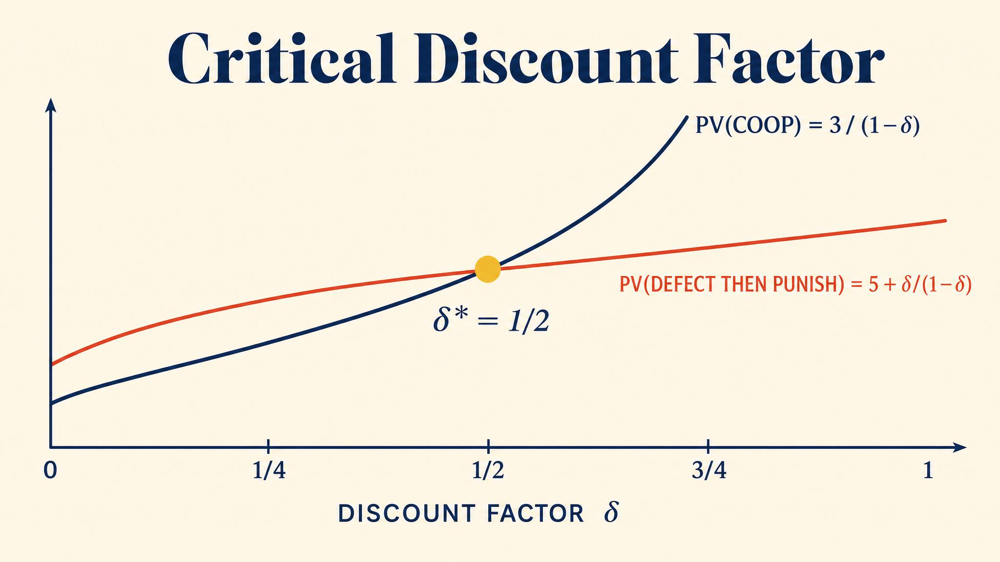 Critical Discount Factor
PV(COOP) = 3 / (1−δ)
PV(DEFECT THEN PUNISH) = 5 + δ/(1−δ)
δ* = 1/2
0 1/4 1/2 3/4 1
DISCOUNT FACTOR δ